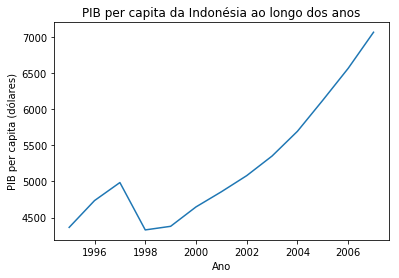 PIB per capita da Indonésia ao longo dos anos
PIB per capita (dólares)
7000
6500
6000
5500
5000
4500
1996 1998 2000 2002 2004 2006
Ano